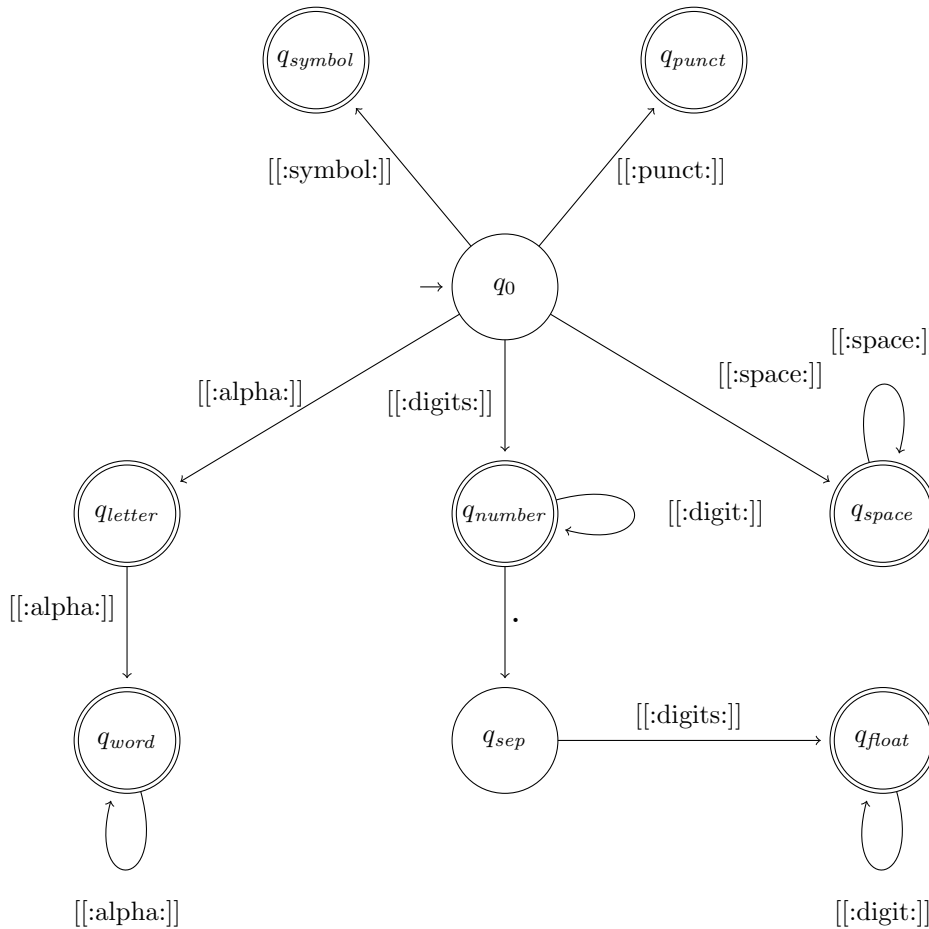 q_symbol q_punct
[[:symbol:]] [[:punct:]]
→ q_0
[[:space:]
[[:alpha:]] [[:digits:]] [[:space:]]
q_letter q_number [[:digit:]] q_space
[[:alpha:]] .
q_word q_sep [[:digits:]] q_float
[[:alpha:]] [[:digit:]]